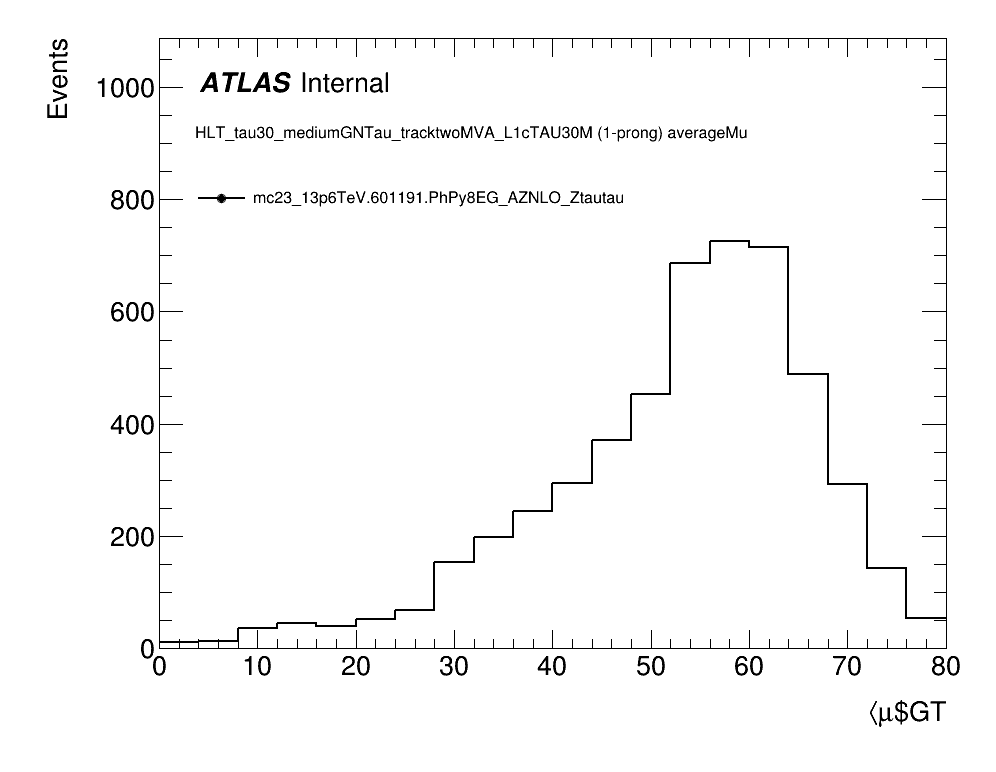 Events
ATLAS Internal
HLT_tau30_mediumGNTau_tracktwoMVA_L1cTAU30M (1-prong) averageMu
mc23_13p6TeV.601191.PhPy8EG_AZNLO_Ztautau
1000
800
600
400
200
0
0 10 20 30 40 50 60 70 80
⟨μ$GT